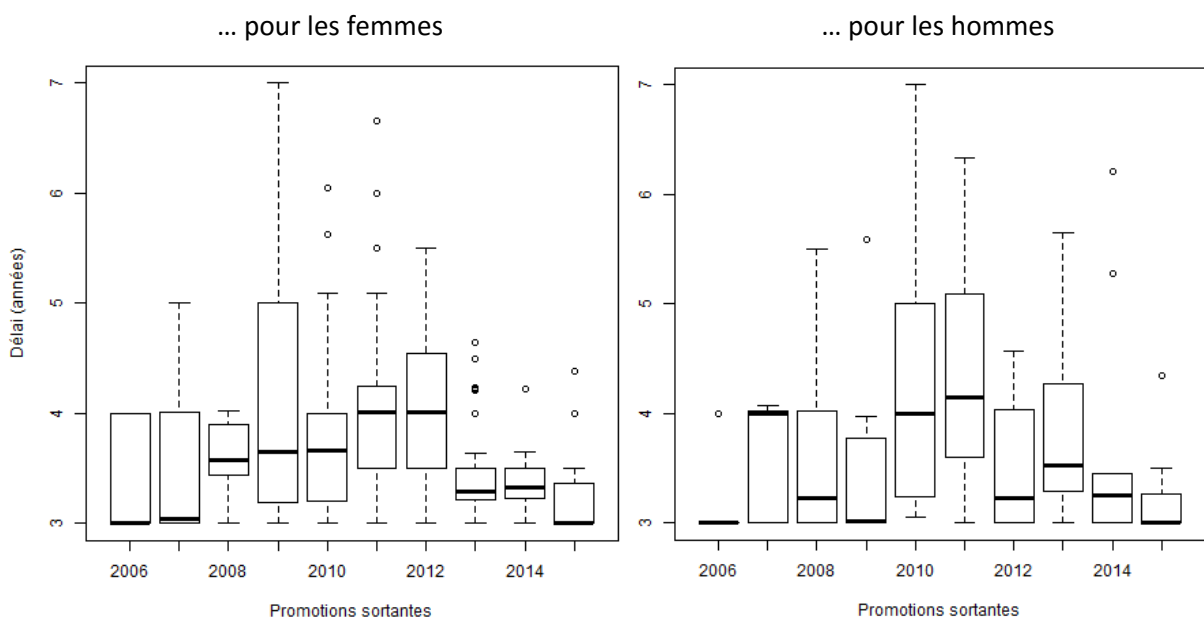 … pour les femmes
… pour les hommes
Délai (années)
7
6
5
4
3
2006 2008 2010 2012 2014
Promotions sortantes
7
6
5
4
3
2006 2008 2010 2012 2014
Promotions sortantes